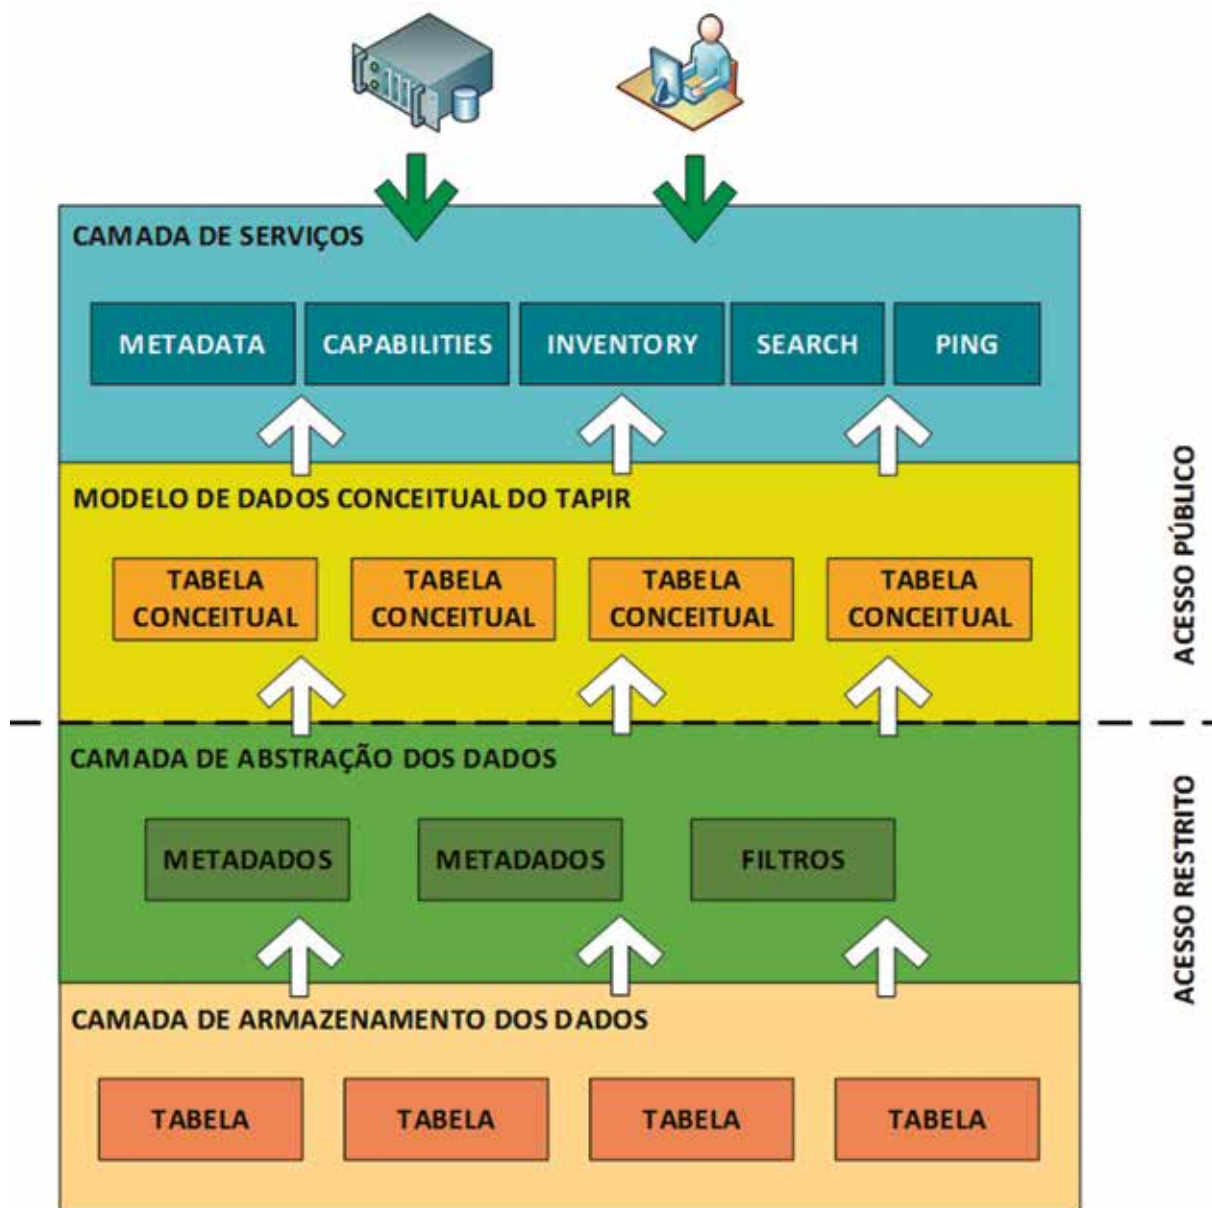 CAMADA DE SERVIÇOS
METADATA
CAPABILITIES
INVENTORY
SEARCH
PING
MODELO DE DADOS CONCEITUAL DO TAPIR
TABELA
CONCEITUAL
TABELA
CONCEITUAL
TABELA
CONCEITUAL
TABELA
CONCEITUAL
ACESSO PÚBLICO
CAMADA DE ABSTRAÇÃO DOS DADOS
METADADOS
METADADOS
FILTROS
ACESSO RESTRITO
CAMADA DE ARMAZENAMENTO DOS DADOS
TABELA
TABELA
TABELA
TABELA